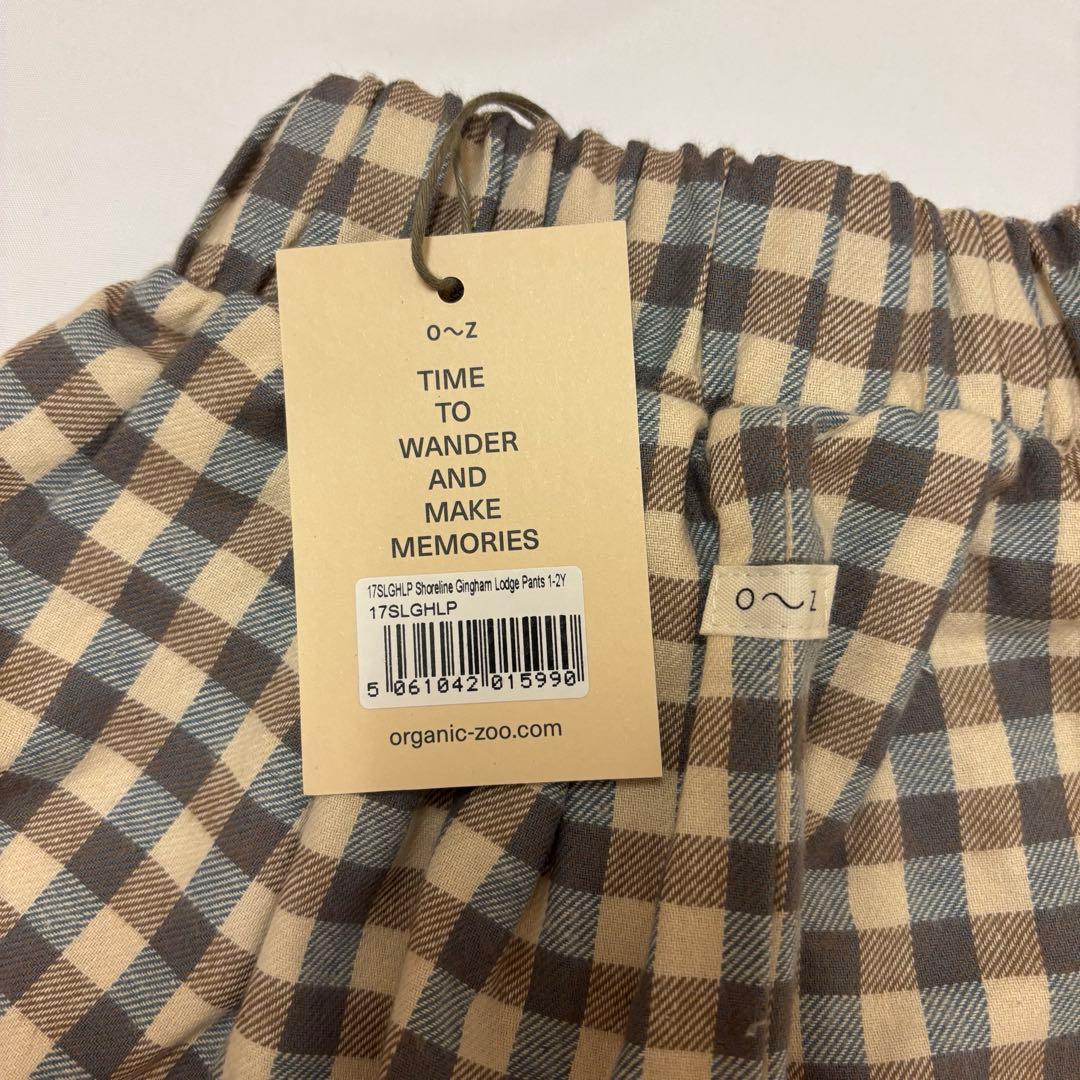 O～Z
TIME
TO
WANDER
AND
MAKE
MEMORIES
17SLGHLP Shoreline Gingham Lodge Pants 1-2Y
17SLGHLP
5 061042 015990
organic-zoo.com
O～Z